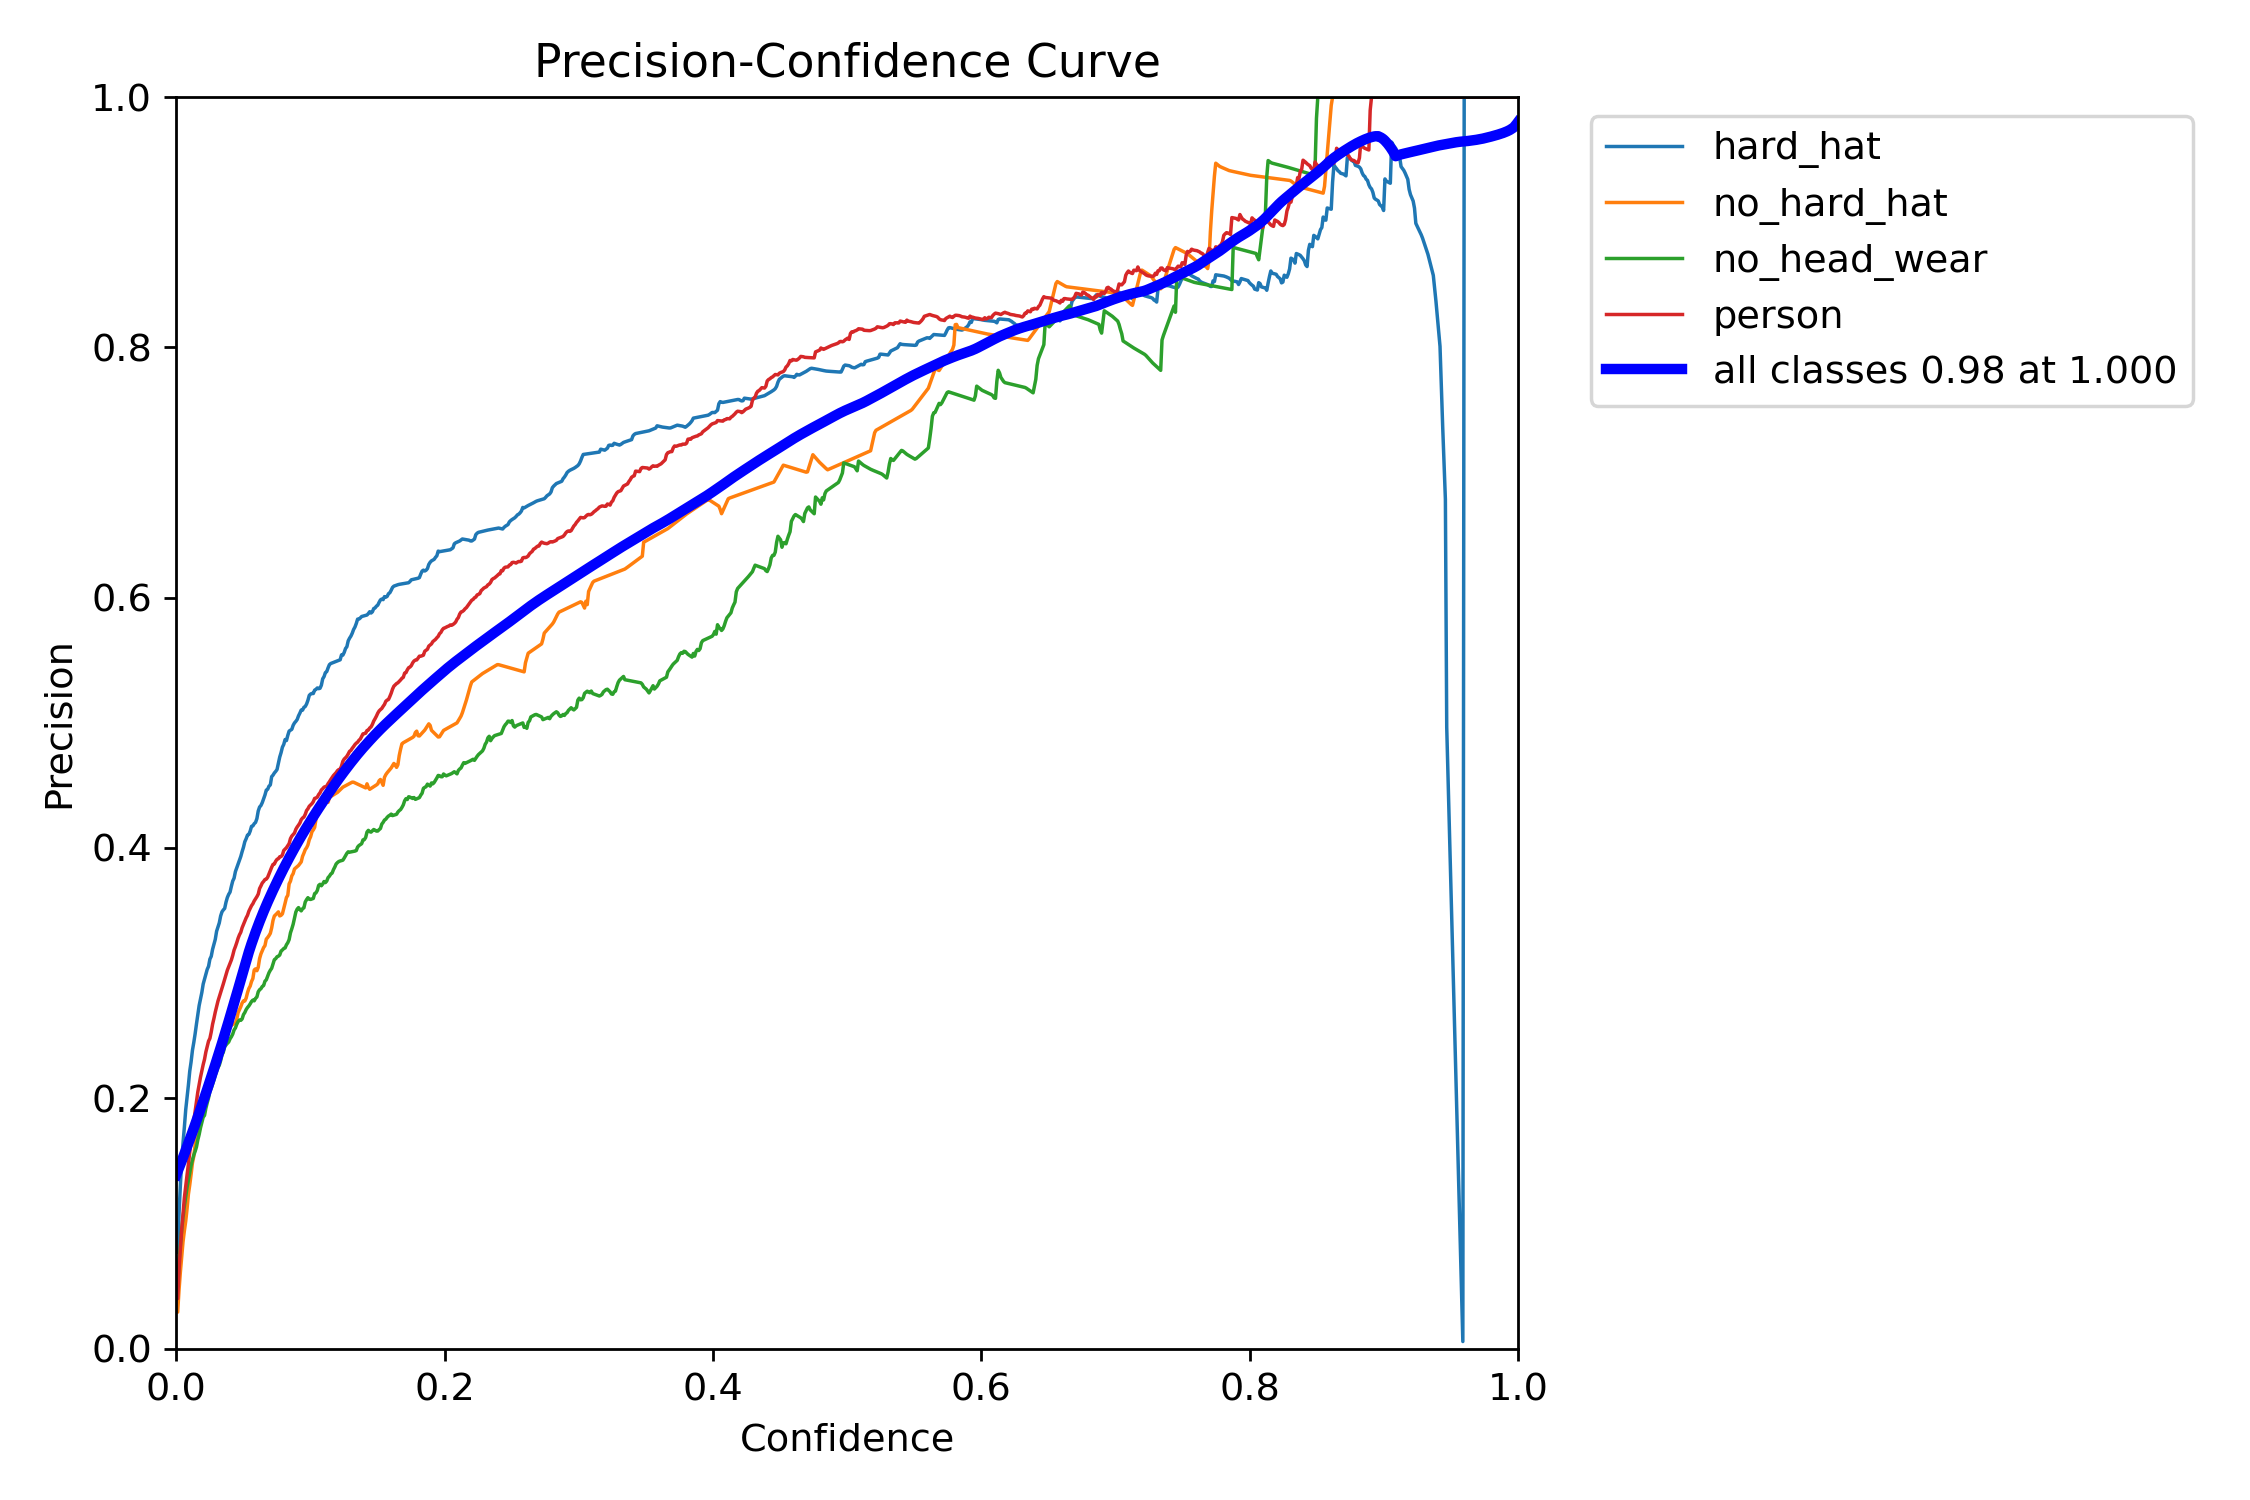 Precision-Confidence Curve
1.0
0.8
0.6
0.4
0.2
0.0
Precision
0.0
0.2
0.4
0.6
0.8
1.0
Confidence
hard_hat
no_hard_hat
no_head_wear
person
all classes 0.98 at 1.000